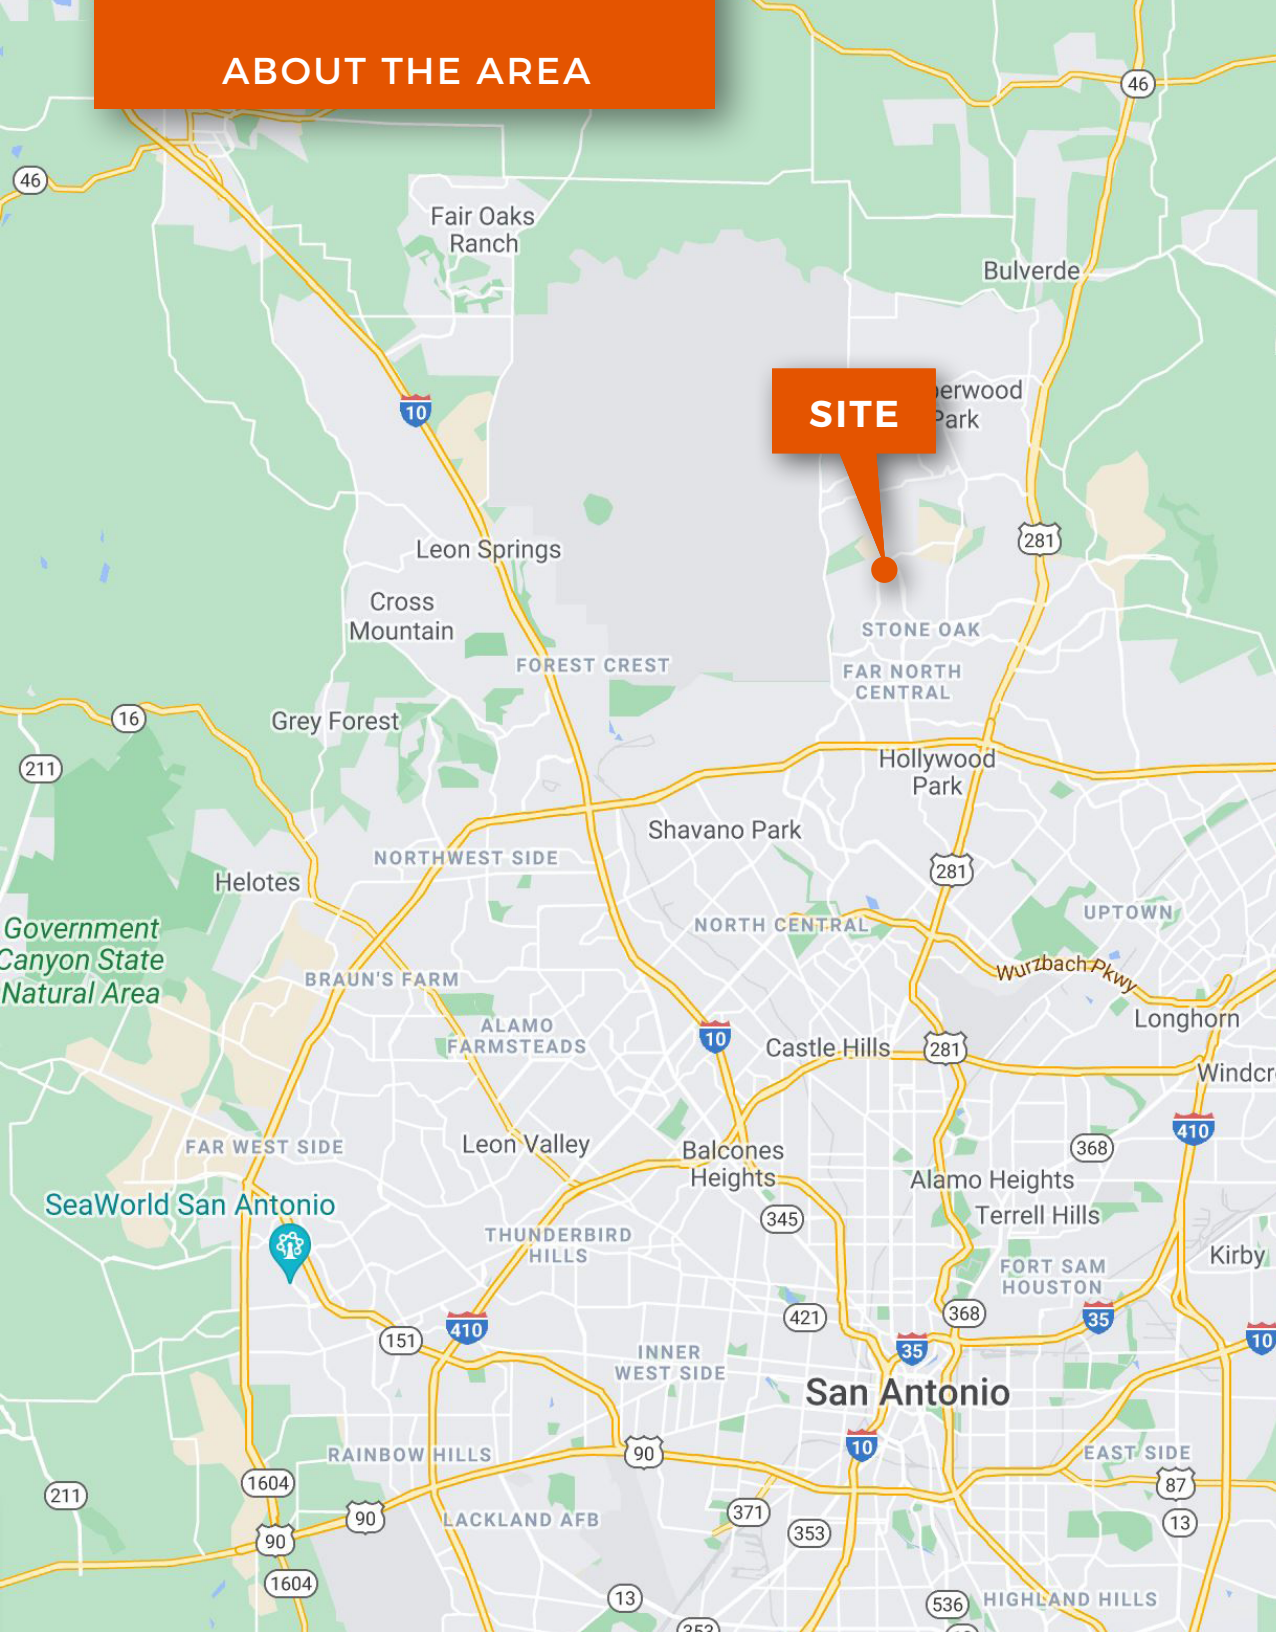 ABOUT THE AREA
46
46
Fair Oaks
Ranch
Bulverde
10
SITE
Park
281
Leon Springs
Cross
Mountain
STONE OAK
FOREST CREST
FAR NORTH
CENTRAL
16
Grey Forest
211
Hollywood
Park
Shavano Park
NORTHWEST SIDE
281
Helotes
UPTOWN
NORTH CENTRAL
Government
Canyon State
Natural Area
Wurzbach Pkwy
BRAUN'S FARM
Longhorn
ALAMO
FARMSTEADS
10
Castle Hills
281
410
FAR WEST SIDE
Leon Valley
Balcones
Heights
368
Alamo Heights
SeaWorld San Antonio
345
Terrell Hills
THUNDERBIRD
HILLS
Kirby
FORT SAM
HOUSTON
421
368
35
410
151
35
10
INNER
WEST SIDE
San Antonio
10
RAINBOW HILLS
90
EAST SIDE
1604
87
211
371
90
LACKLAND AFB
13
353
90
1604
13
536
HIGHLAND HILLS